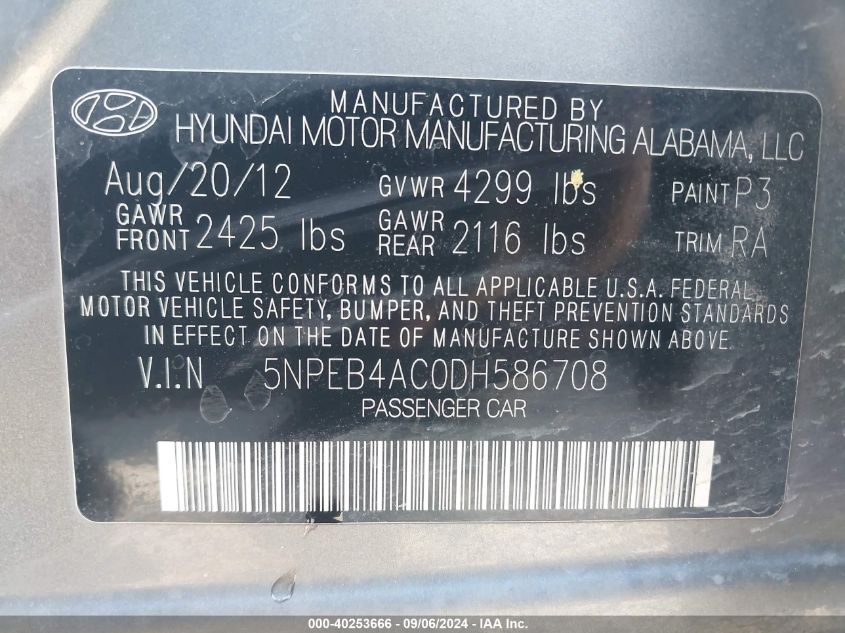 MANUFACTURED BY
HYUNDAI MOTOR MANUFACTURING ALABAMA, LLC
Aug/20/12 GVWR 4299 lbs PAINT P3
GAWR FRONT 2425 lbs GAWR REAR 2116 lbs TRIM RA
THIS VEHICLE CONFORMS TO ALL APPLICABLE U.S.A. FEDERAL
MOTOR VEHICLE SAFETY, BUMPER, AND THEFT PREVENTION STANDARDS
IN EFFECT ON THE DATE OF MANUFACTURE SHOWN ABOVE.
V.I.N 5NPEB4AC0DH586708
PASSENGER CAR
000-40253666 - 09/06/2024 - IAA Inc.